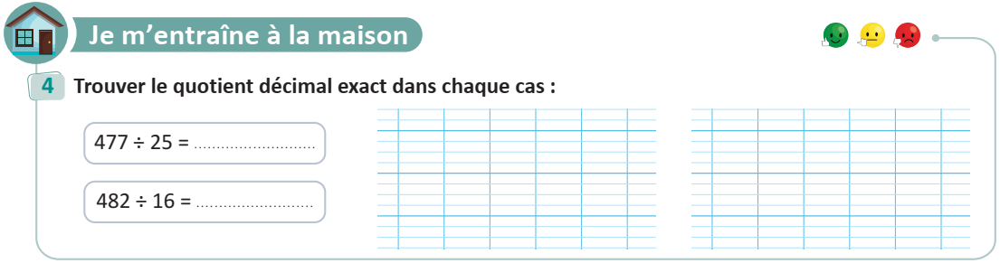 Je m’entraîne à la maison
4 Trouver le quotient décimal exact dans chaque cas :
477 ÷ 25 = ...........................
482 ÷ 16 = ..........................